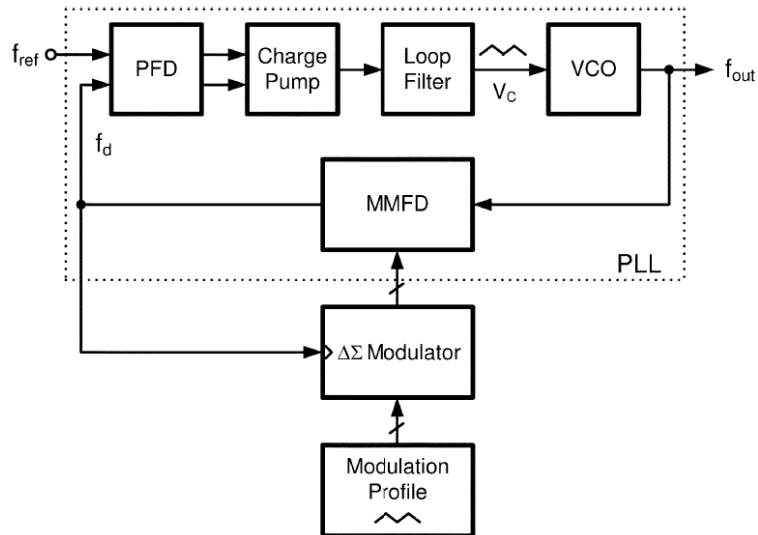 f_ref
PFD
Charge
Pump
Loop
Filter
V_C
VCO
f_out
f_d
MMFD
PLL
ΔΣ Modulator
Modulation
Profile